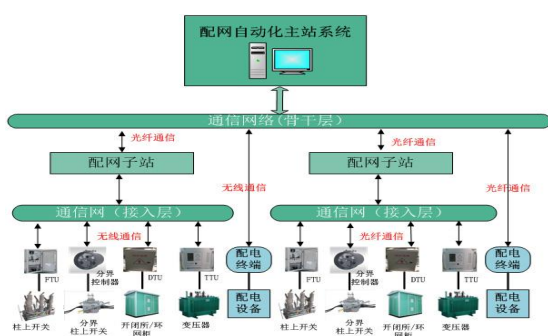 配网自动化主站系统
通信网络(骨干层)
光纤通信
光纤通信
配网子站
配网子站
无线通信
光纤通信
通信网（接入层）
通信网（接入层）
无线通信
光纤通信
FTU
分界
控制器
DTU
TTU
配电
终端
FTU
分界
控制器
DTU
TTU
配电
终端
柱上开关
分界
柱上开关
开闭所/环
网柜
变压器
配电
设备
柱上开关
分界
柱上开关
开闭所/环
网柜
变压器
配电
设备